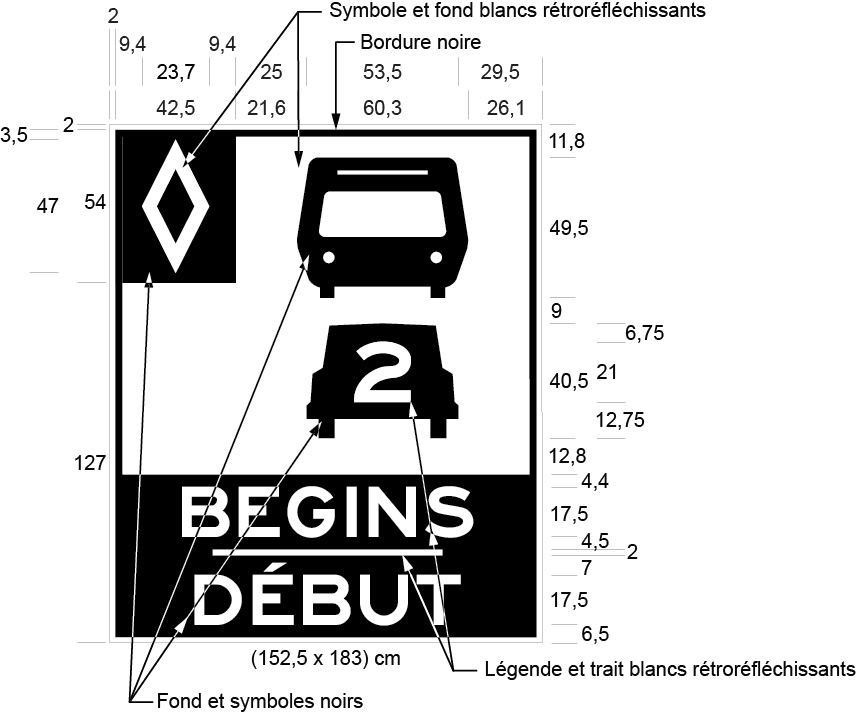 Symbole et fond blancs rétroréfléchissants
2
Bordure noire
9,4 9,4
23,7 25 53,5 29,5
42,5 21,6 60,3 26,1
3,5 2
11,8
47 54
49,5
9
6,75
2
40,5 21
12,75
127
12,8
4,4
BEGINS
17,5
4,5
2
7
DÉBUT
17,5
6,5
(152,5 x 183) cm
Légende et trait blancs rétroréfléchissants
Fond et symboles noirs